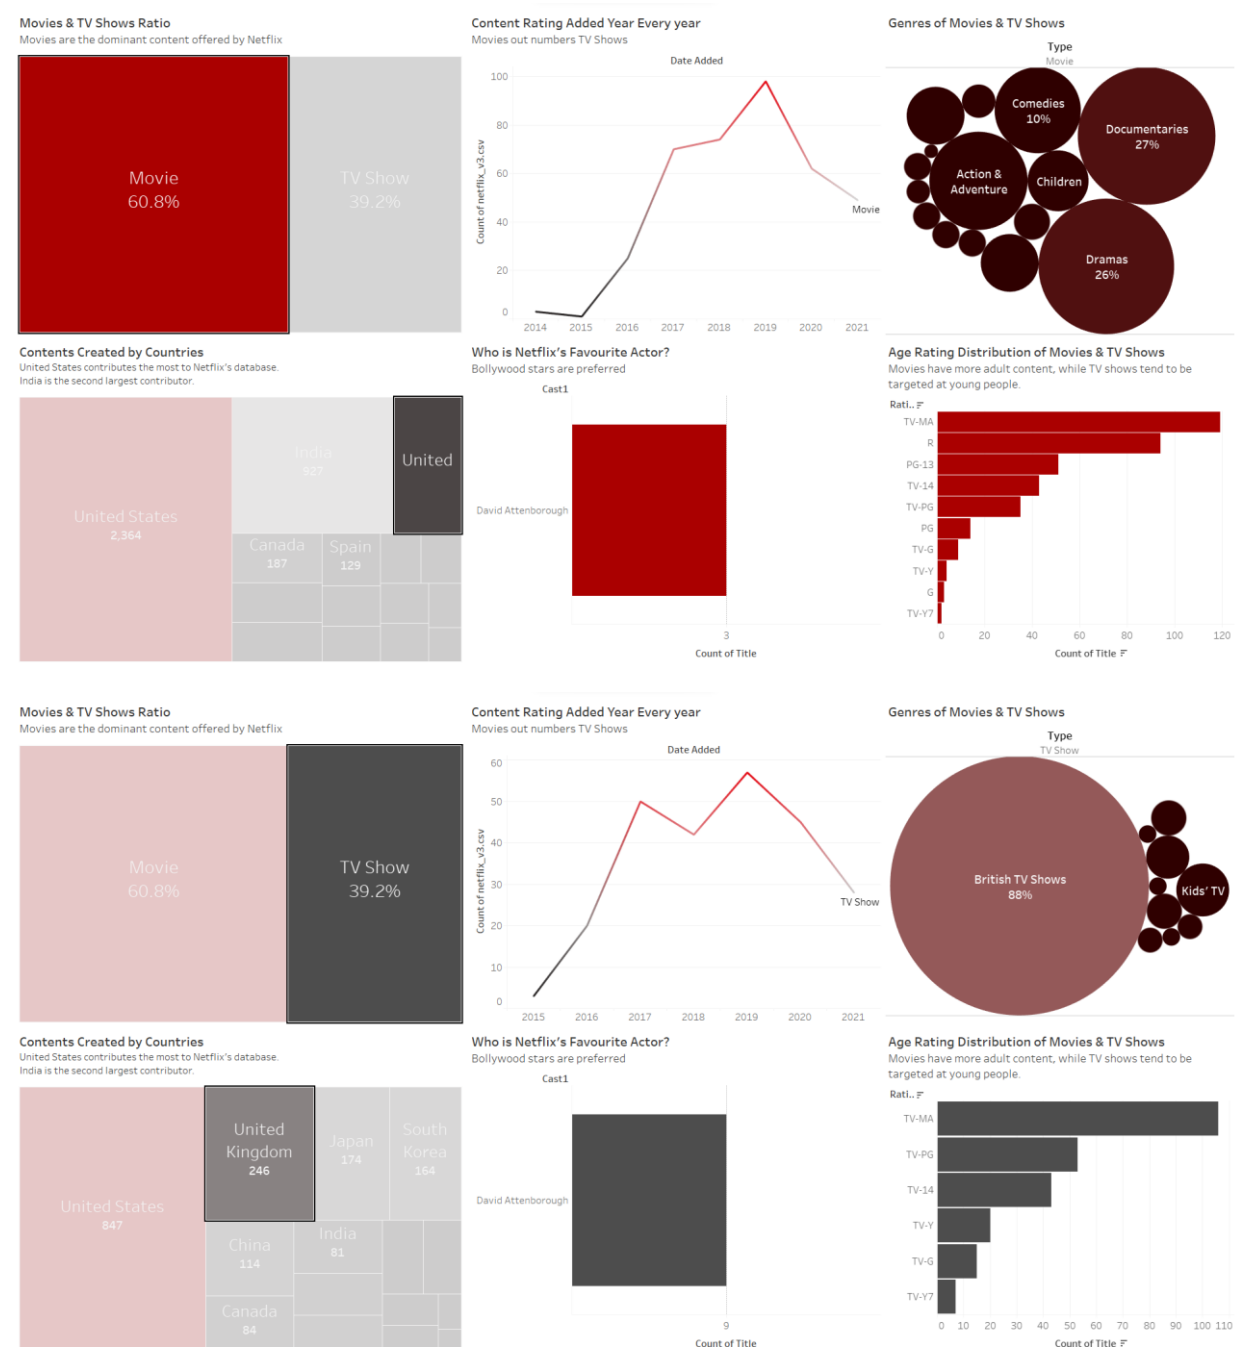 Movies & TV Shows Ratio
Movies are the dominant content offered by Netflix
Movie
60.8%
TV Show
39.2%
Content Rating Added Year Every year
Movies out numbers TV Shows
Date Added
Count of netflix_v3.csv
100
80
60
40
20
0
Movie
2014 2015 2016 2017 2018 2019 2020 2021
Genres of Movies & TV Shows
Type
Movie
Comedies
10%
Documentaries
27%
Action &
Adventure
Children
Dramas
26%
Contents Created by Countries
United States contributes the most to Netflix's database.
India is the second largest contributor.
United States
2,364
India
927
United
Canada
187
Spain
129
Who is Netflix's Favourite Actor?
Bollywood stars are preferred
Cast1
David Attenborough
3
Count of Title
Age Rating Distribution of Movies & TV Shows
Movies have more adult content, while TV shows tend to be
targeted at young people.
Rati..
TV-MA
R
PG-13
TV-14
TV-PG
PG
TV-G
TV-Y
G
TV-Y7
0 20 40 60 80 100 120
Count of Title
Movies & TV Shows Ratio
Movies are the dominant content offered by Netflix
Movie
60.8%
TV Show
39.2%
Content Rating Added Year Every year
Movies out numbers TV Shows
Date Added
Count of netflix_v3.csv
60
50
40
30
20
10
0
TV Show
2015 2016 2017 2018 2019 2020 2021
Genres of Movies & TV Shows
Type
TV Show
British TV Shows
88%
Kids' TV
Contents Created by Countries
United States contributes the most to Netflix's database.
India is the second largest contributor.
United States
847
United
Kingdom
246
Japan
174
South
Korea
164
China
114
India
81
Canada
84
Who is Netflix's Favourite Actor?
Bollywood stars are preferred
Cast1
David Attenborough
9
Count of Title
Age Rating Distribution of Movies & TV Shows
Movies have more adult content, while TV shows tend to be
targeted at young people.
Rati..
TV-MA
TV-PG
TV-14
TV-Y
TV-G
TV-Y7
0 10 20 30 40 50 60 70 80 90 100 110
Count of Title